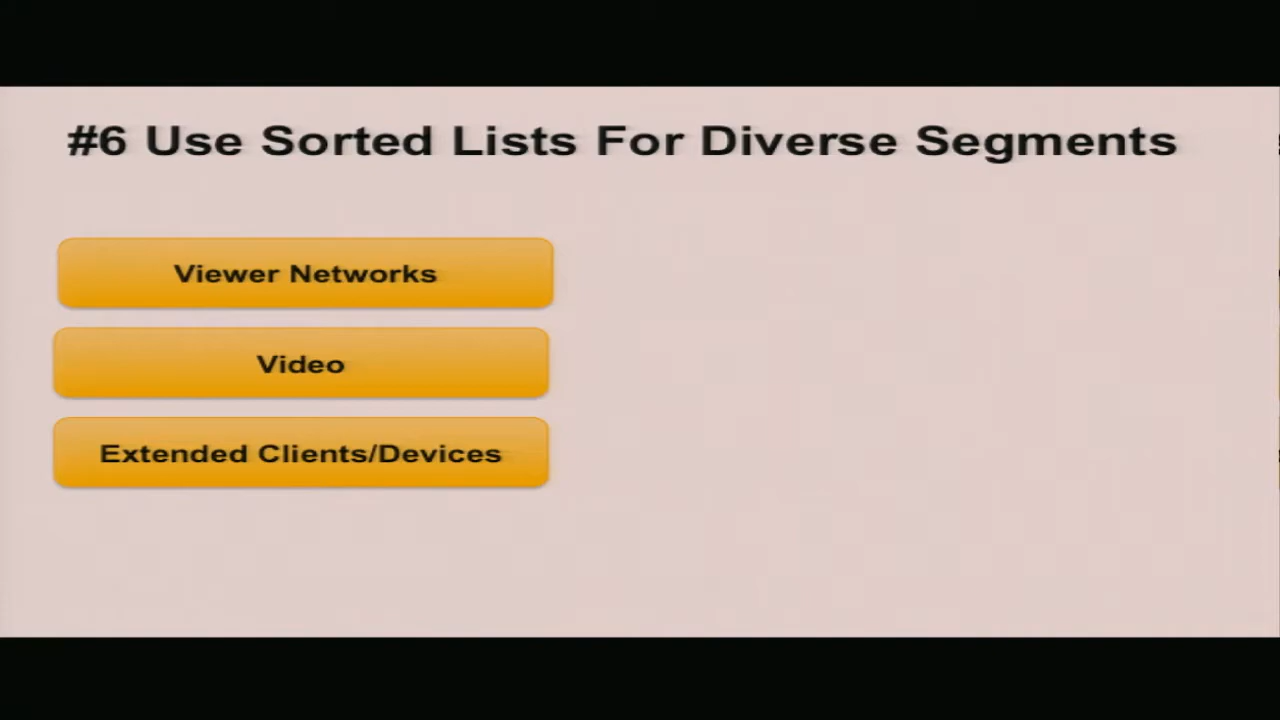 #6 Use Sorted Lists For Diverse Segments
Viewer Networks
Video
Extended Clients/Devices